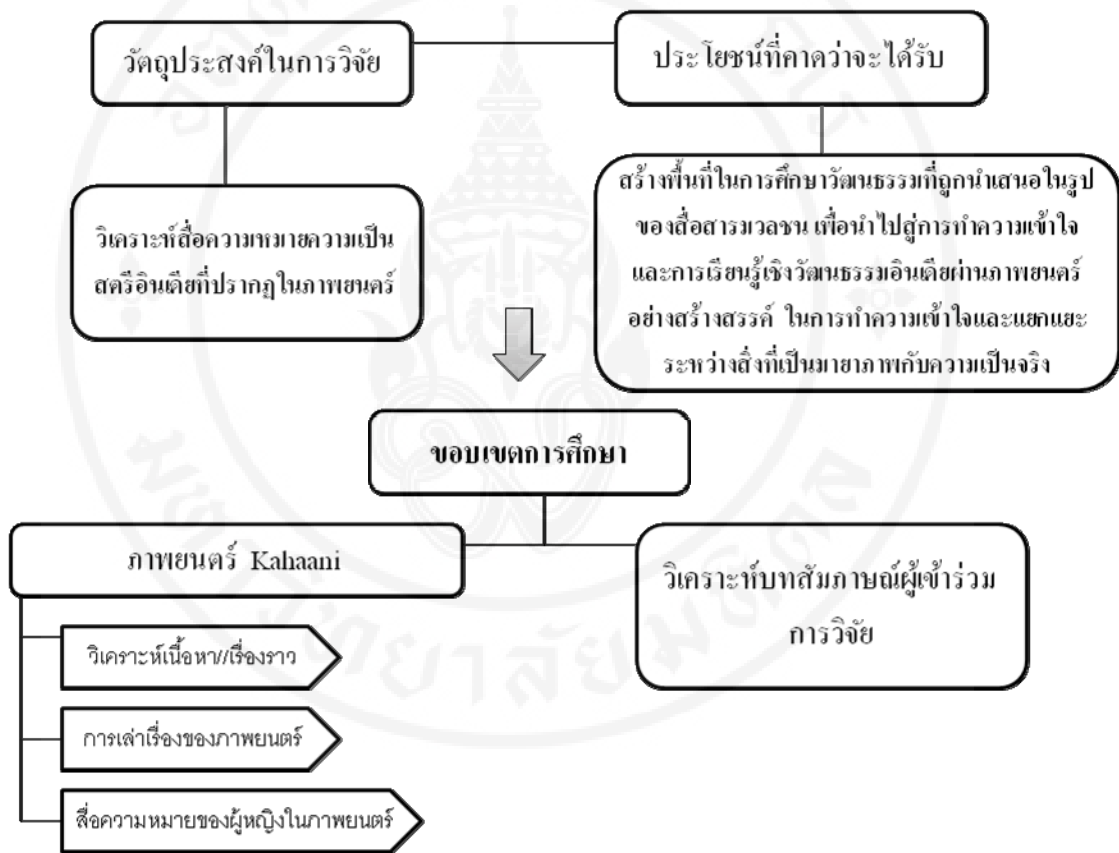 วัตถุประสงค์ในการวิจัย
ประโยชน์ที่คาดว่าจะได้รับ
วิเคราะห์สื่อความหมายความเป็น
สตรีอินเดียที่ปรากฏในภาพยนตร์
สร้างพื้นที่ในการศึกษาวัฒนธรรมที่ถูกนำเสนอในรูป
ของสื่อสารมวลชน เพื่อนำไปสู่การทำความเข้าใจ
และการเรียนรู้เชิงวัฒนธรรมอินเดียผ่านภาพยนตร์
อย่างสร้างสรรค์ ในการทำความเข้าใจและแยกแยะ
ระหว่างสิ่งที่เป็นมายาภาพกับความเป็นจริง
ขอบเขตการศึกษา
ภาพยนตร์ Kahaani
วิเคราะห์เนื้อหา//เรื่องราว
การเล่าเรื่องของภาพยนตร์
สื่อความหมายของผู้หญิงในภาพยนตร์
วิเคราะห์บทสัมภาษณ์ผู้เข้าร่วม
การวิจัย
มหาวิทยาลัยมหิดล